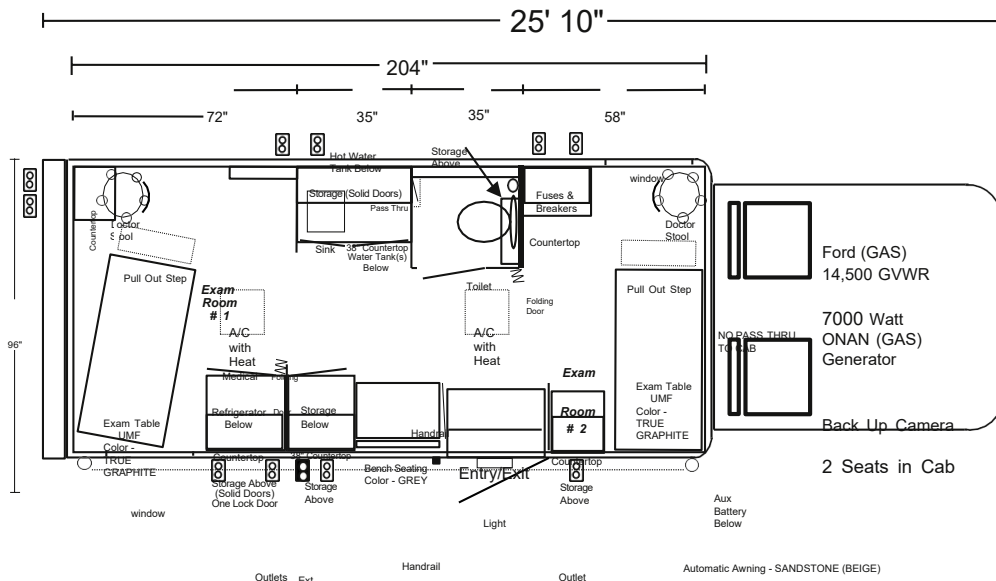 25' 10"
204"
72"
35"
35"
58"
Hot Water
Tank Below
Storage
Above
window
Storage (Solid Doors)
Pass Thru
Fuses &
Breakers
Countertop
Doctor
Stool
Sink
38" Countertop
Water Tank(s)
Below
Countertop
Doctor
Stool
Ford (GAS)
14,500 GVWR
Pull Out Step
Exam
Room
# 1
Toilet
Folding
Door
Pull Out Step
7000 Watt
ONAN (GAS)
Generator
96"
A/C
with
Heat
A/C
with
Heat
NO PASS THRU
TO CAB
Medical
Refrigerator
Below
Folding
Door
Storage
Below
Exam
Room
# 2
Exam Table
UMF
Color -
TRUE
GRAPHITE
Exam Table
UMF
Color -
TRUE
GRAPHITE
Handrail
Back Up Camera
Countertop
38" Countertop
Bench Seating
Color - GREY
Entry/Exit
Countertop
2 Seats in Cab
Storage Above
(Solid Doors)
One Lock Door
Storage
Above
Storage
Above
window
Light
Aux
Battery
Below
Handrail
Automatic Awning - SANDSTONE (BEIGE)
Outlets
Ext
Outlet